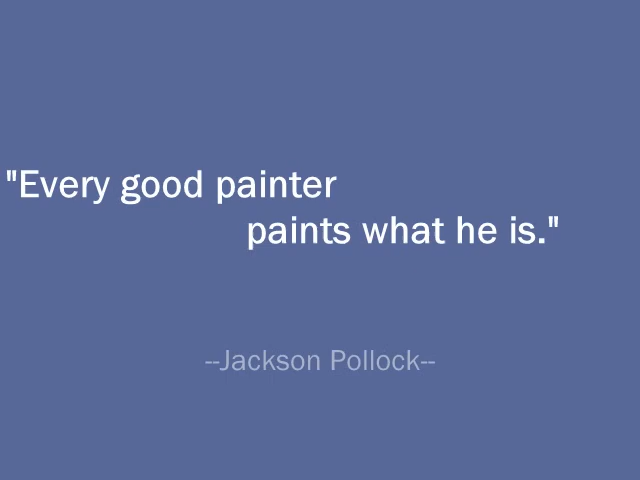 "Every good painter
paints what he is."
--Jackson Pollock--